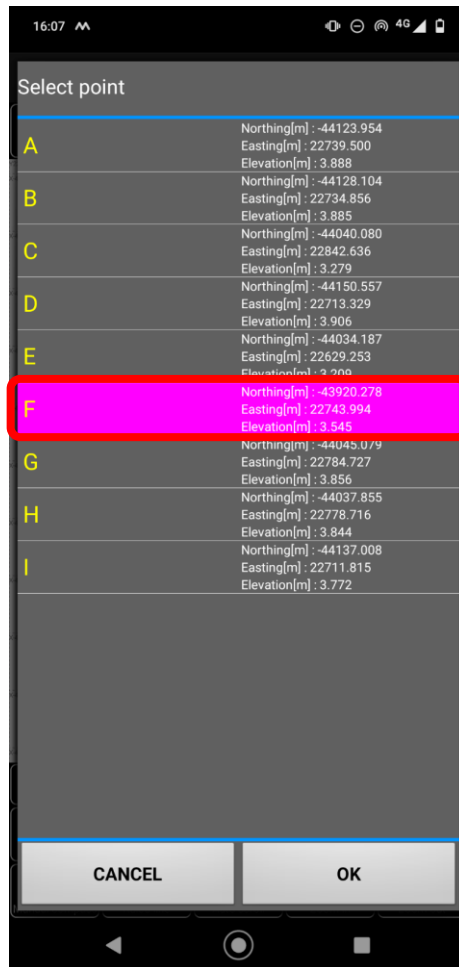 16:07
4G
Select point
A
Northing[m] : -44123.954
Easting[m] : 22739.500
Elevation[m] : 3.888
B
Northing[m] : -44128.104
Easting[m] : 22734.856
Elevation[m] : 3.885
C
Northing[m] : -44040.080
Easting[m] : 22842.636
Elevation[m] : 3.279
D
Northing[m] : -44150.557
Easting[m] : 22713.329
Elevation[m] : 3.906
E
Northing[m] : -44034.187
Easting[m] : 22629.253
Elevation[m] : 3.209
F
Northing[m] : -43920.278
Easting[m] : 22743.994
Elevation[m] : 3.545
G
Northing[m] : -44045.079
Easting[m] : 22784.727
Elevation[m] : 3.856
H
Northing[m] : -44037.855
Easting[m] : 22778.716
Elevation[m] : 3.844
I
Northing[m] : -44137.008
Easting[m] : 22711.815
Elevation[m] : 3.772
CANCEL
OK